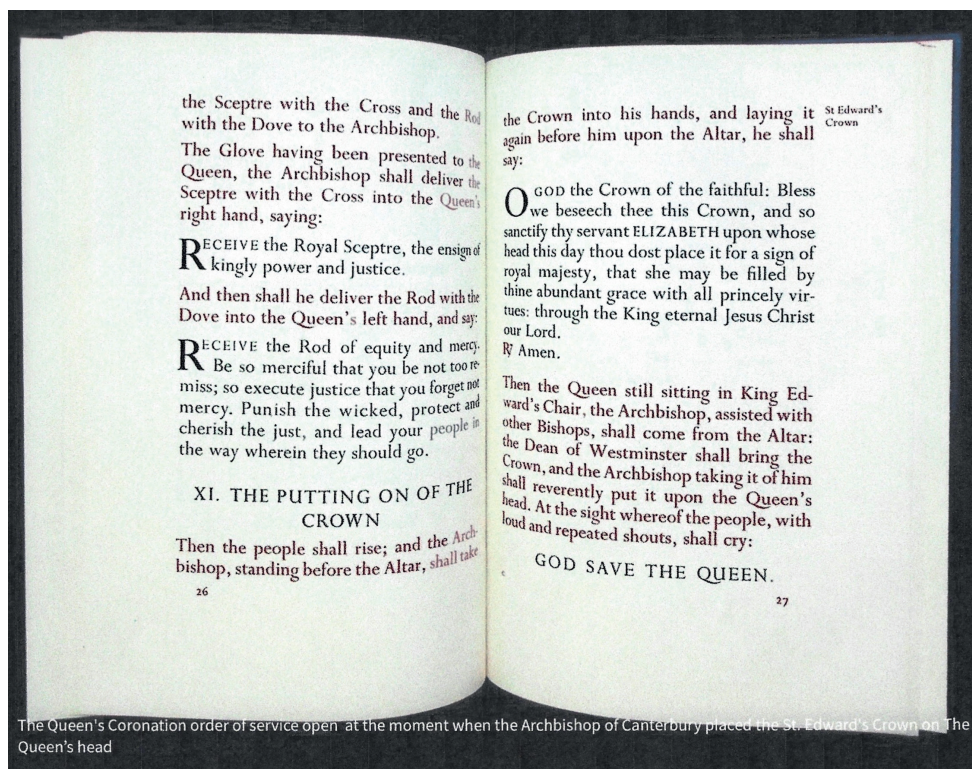 the Sceptre with the Cross and the Rod
with the Dove to the Archbishop.
The Glove having been presented to the
Queen, the Archbishop shall deliver the
Sceptre with the Cross into the Queen's
right hand, saying:
RECEIVE the Royal Sceptre, the ensign of
kingly power and justice.
And then shall he deliver the Rod with the
Dove into the Queen's left hand, and say:
RECEIVE the Rod of equity and mercy.
Be so merciful that you be not too re-
miss; so execute justice that you forget not
mercy. Punish the wicked, protect and
cherish the just, and lead your people in
the way wherein they should go.
XI. THE PUTTING ON OF THE
CROWN
Then the people shall rise; and the Arch-
bishop, standing before the Altar, shall take
26
the Crown into his hands, and laying it
again before him upon the Altar, he shall
say:
St Edward's
Crown
O GOD the Crown of the faithful: Bless
we beseech thee this Crown, and so
sanctify thy servant ELIZABETH upon whose
head this day thou dost place it for a sign of
royal majesty, that she may be filled by
thine abundant grace with all princely vir-
tues: through the King eternal Jesus Christ
our Lord.
℟ Amen.
Then the Queen still sitting in King Ed-
ward's Chair, the Archbishop, assisted with
other Bishops, shall come from the Altar:
the Dean of Westminster shall bring the
Crown, and the Archbishop taking it of him
shall reverently put it upon the Queen's
head. At the sight whereof the people, with
loud and repeated shouts, shall cry:
GOD SAVE THE QUEEN.
27
The Queen's Coronation order of service open at the moment when the Archbishop of Canterbury placed the St. Edward's Crown on The
Queen's head